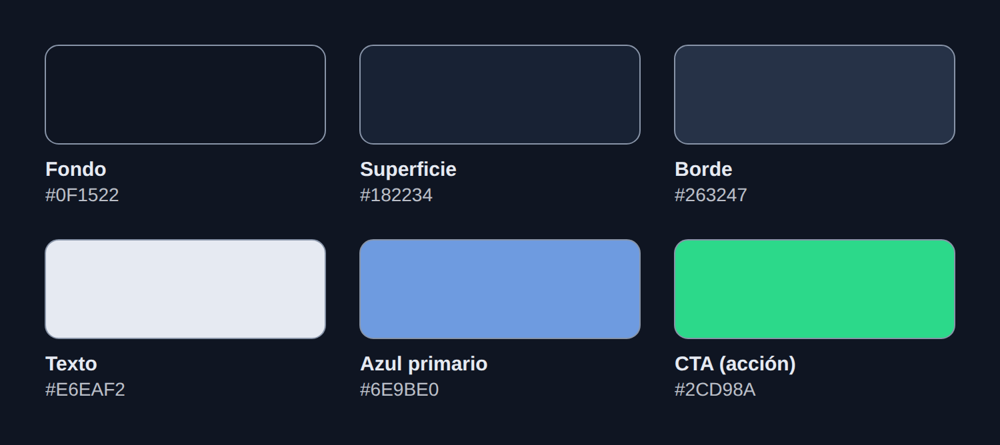 Fondo
#0F1522
Superficie
#182234
Borde
#263247
Texto
#E6EAF2
Azul primario
#6E9BE0
CTA (acción)
#2CD98A